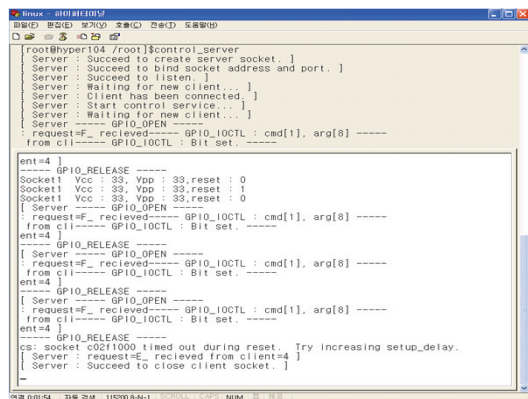 linux - 하이퍼터미널
파일(F) 편집(E) 보기(V) 호출(C) 전송(T) 도움말(H)
[root@hyper104 /root]$control_server
[ Server : Succeed to create server socket. ]
[ Server : Succeed to bind socket address and port. ]
[ Server : Succeed to listen. ]
[ Server : Waiting for new client... ]
[ Server : Client has been connected. ]
[ Server : Start control service... ]
[ Server : Waiting for new client... ]
[ Server ----- GPIO_OPEN -----
: request=F_ recieved----- GPIO_IOCTL : cmd[1], arg[8] -----
from cli----- GPIO_IOCTL : Bit set. -----
ent=4 ]
----- GPIO_RELEASE -----
Socket1 Vcc : 33, Vpp : 33,reset : 0
Socket1 Vcc : 33, Vpp : 33,reset : 1
Socket1 Vcc : 33, Vpp : 33,reset : 0
[ Server ----- GPIO_OPEN -----
: request=F_ recieved----- GPIO_IOCTL : cmd[1], arg[8] -----
from cli----- GPIO_IOCTL : Bit set. -----
ent=4 ]
----- GPIO_RELEASE -----
[ Server ----- GPIO_OPEN -----
: request=F_ recieved----- GPIO_IOCTL : cmd[1], arg[8] -----
from cli----- GPIO_IOCTL : Bit set. -----
ent=4 ]
----- GPIO_RELEASE -----
[ Server ----- GPIO_OPEN -----
: request=F_ recieved----- GPIO_IOCTL : cmd[1], arg[8] -----
from cli----- GPIO_IOCTL : Bit set. -----
ent=4 ]
----- GPIO_RELEASE -----
cs: socket c02f1000 timed out during reset. Try increasing setup_delay.
[ Server : request=E_ recieved from client=4 ]
[ Server : Succeed to close client socket. ]
연결 0:01:54 자동 검색 115200 8-N-1 SCROLL CAPS NUM 캡 에코